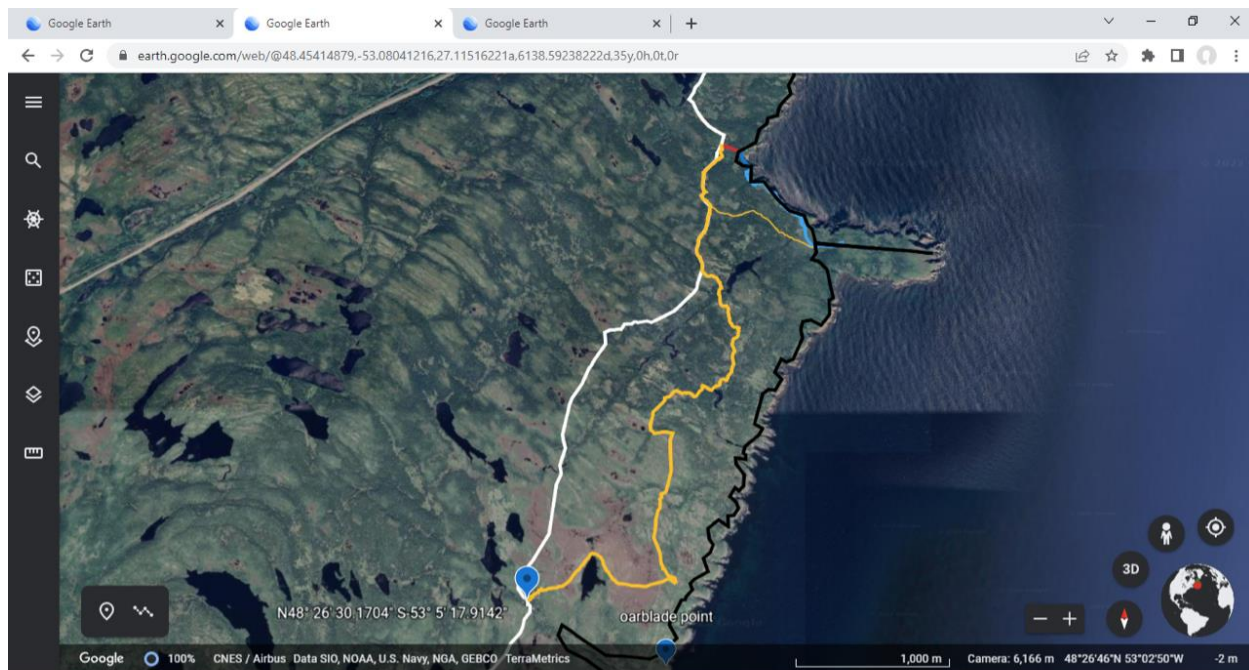 Google Earth
Google Earth
Google Earth
earth.google.com/web/@48.45414879,-53.08041216,27.11516221a,6138.59238222d,35y,0h,0t,0r
N48° 26' 30.1704" S-53° 5' 17.9142"
oarblade point
3D
Google 100% CNES / Airbus Data SIO, NOAA, U.S. Navy, NGA, GEBCO TerraMetrics 1,000 m Camera: 6,166 m 48°26'46"N 53°02'50"W -2 m